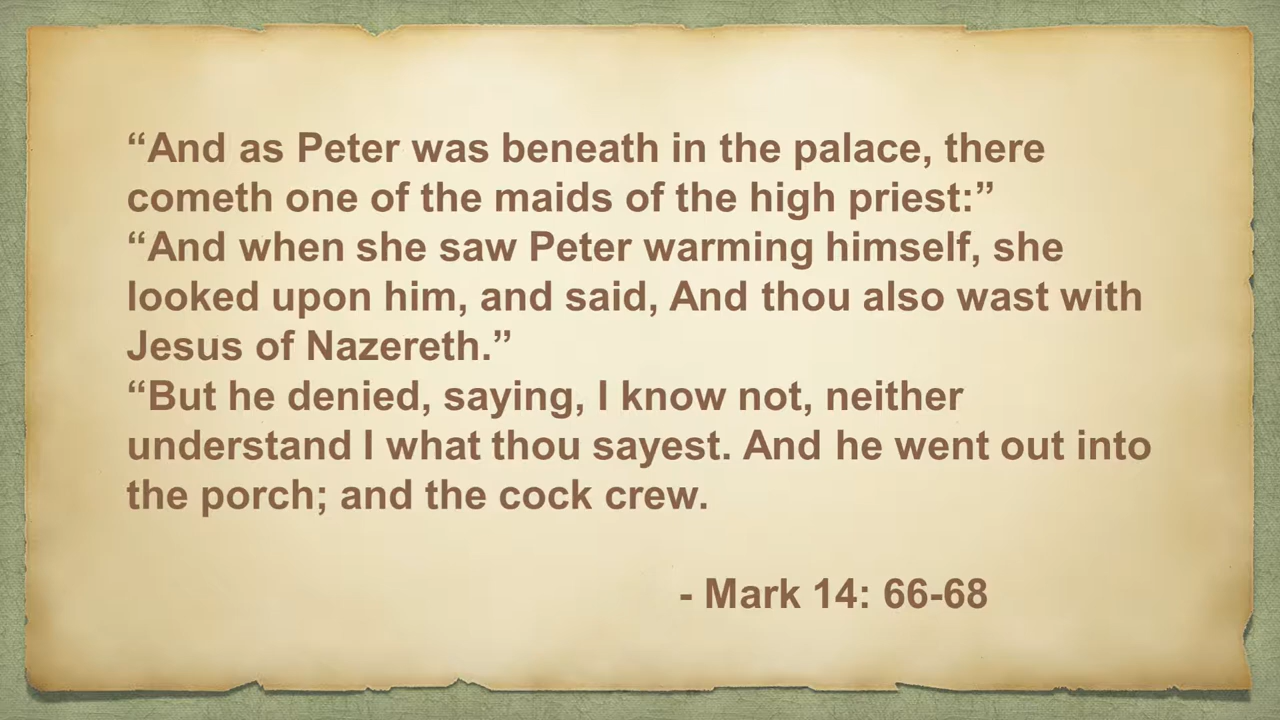 “And as Peter was beneath in the palace, there
cometh one of the maids of the high priest:”
“And when she saw Peter warming himself, she
looked upon him, and said, And thou also wast with
Jesus of Nazereth.”
“But he denied, saying, I know not, neither
understand I what thou sayest. And he went out into
the porch; and the cock crew.
- Mark 14: 66-68